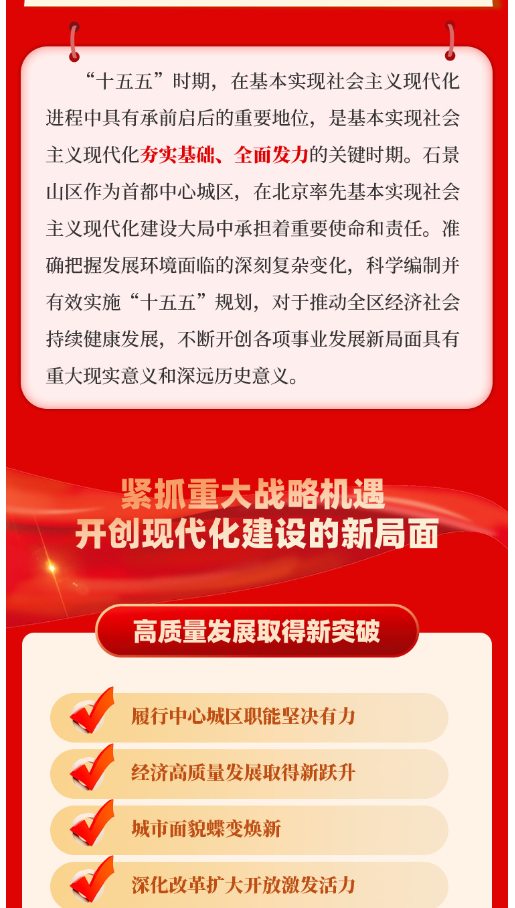 “十五五”时期，在基本实现社会主义现代化
进程中具有承前启后的重要地位，是基本实现社会
主义现代化夯实基础、全面发力的关键时期。石景
山区作为首都中心城区，在北京率先基本实现社会
主义现代化建设大局中承担着重要使命和责任。准
确把握发展环境面临的深刻复杂变化，科学编制并
有效实施“十五五”规划，对于推动全区经济社会
持续健康发展，不断开创各项事业发展新局面具有
重大现实意义和深远历史意义。
紧抓重大战略机遇
开创现代化建设的新局面
高质量发展取得新突破
履行中心城区职能坚决有力
经济高质量发展取得新跃升
城市面貌蝶变焕新
深化改革扩大开放激发活力